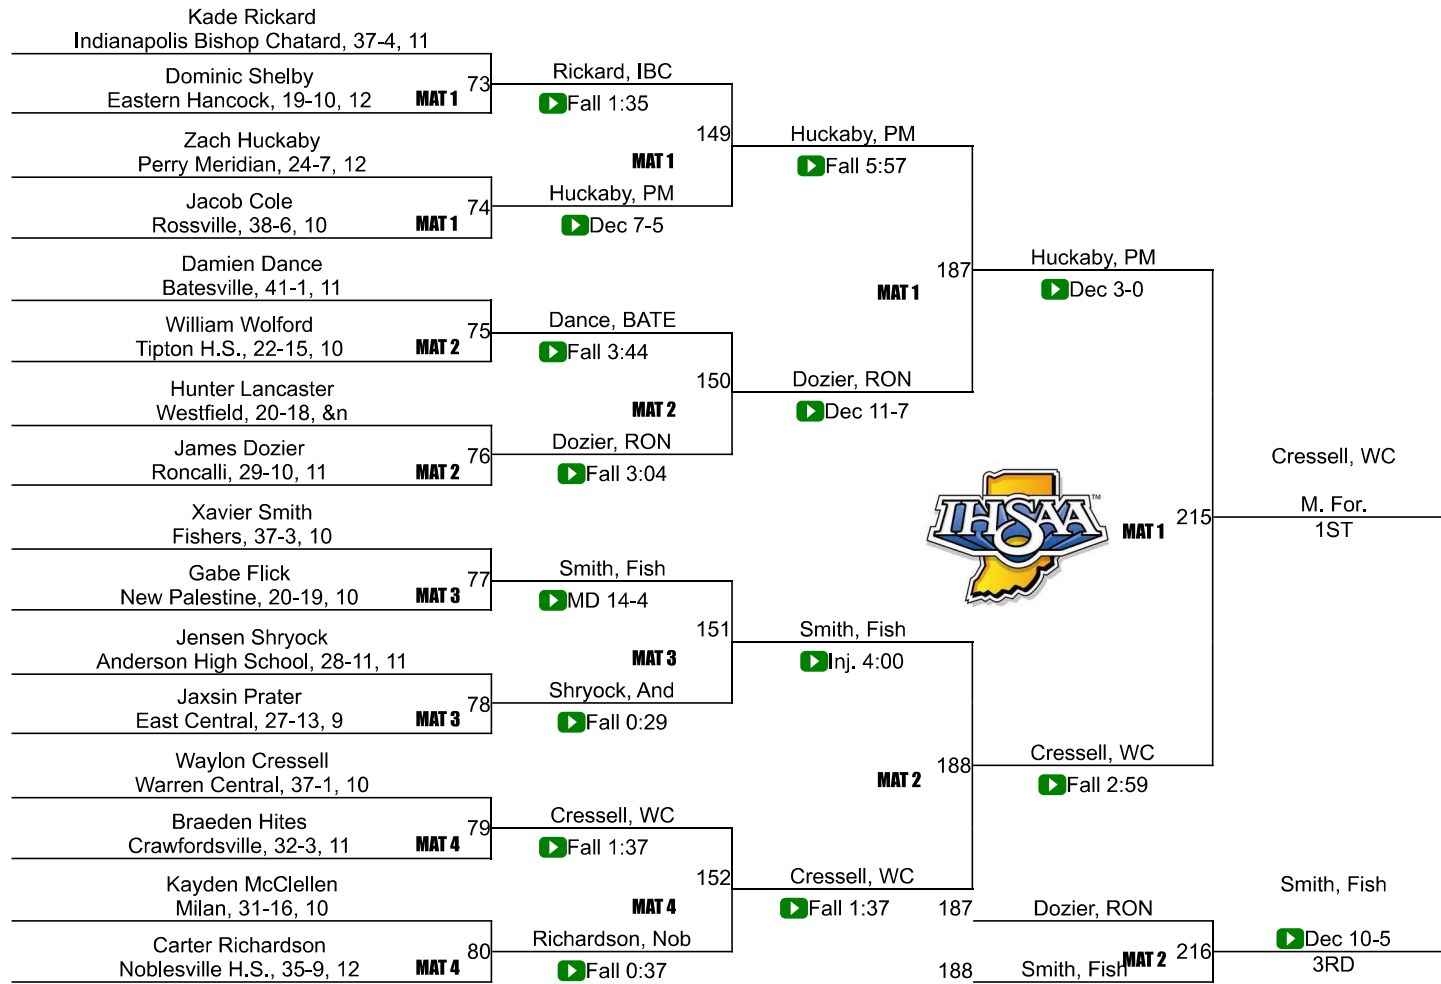 Kade Rickard
Indianapolis Bishop Chatard, 37-4, 11
Dominic Shelby
Eastern Hancock, 19-10, 12
MAT 1
73
Rickard, IBC
Fall 1:35
Zach Huckaby
Perry Meridian, 24-7, 12
Jacob Cole
Rossville, 38-6, 10
MAT 1
74
Huckaby, PM
Dec 7-5
149
MAT 1
Huckaby, PM
Fall 5:57
Damien Dance
Batesville, 41-1, 11
William Wolford
Tipton H.S., 22-15, 10
MAT 2
75
Dance, BATE
Fall 3:44
Hunter Lancaster
Westfield, 20-18, &n
James Dozier
Roncalli, 29-10, 11
MAT 2
76
Dozier, RON
Fall 3:04
150
MAT 2
Dozier, RON
Dec 11-7
187
MAT 1
Huckaby, PM
Dec 3-0
Xavier Smith
Fishers, 37-3, 10
Gabe Flick
New Palestine, 20-19, 10
MAT 3
77
Smith, Fish
MD 14-4
Jensen Shryock
Anderson High School, 28-11, 11
Jaxsin Prater
East Central, 27-13, 9
MAT 3
78
Shryock, And
Fall 0:29
151
MAT 3
Smith, Fish
Inj. 4:00
Waylon Cressell
Warren Central, 37-1, 10
Braeden Hites
Crawfordsville, 32-3, 11
MAT 4
79
Cressell, WC
Fall 1:37
Kayden McClellen
Milan, 31-16, 10
Carter Richardson
Noblesville H.S., 35-9, 12
MAT 4
80
Richardson, Nob
Fall 0:37
152
MAT 4
Cressell, WC
Fall 1:37
188
MAT 2
Cressell, WC
Fall 2:59
IHSAA™
MAT 1
215
Cressell, WC
M. For.
1ST
187
Dozier, RON
188
Smith, Fish
MAT 2
216
Smith, Fish
Dec 10-5
3RD